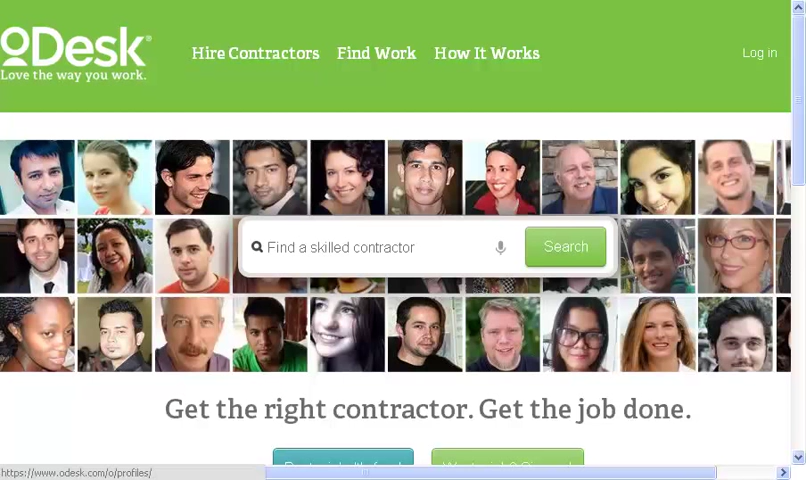 oDesk®
Love the way you work.
Hire Contractors Find Work How It Works
Log in
Find a skilled contractor
Search
Get the right contractor. Get the job done.
https://www.odesk.com/o/profiles/